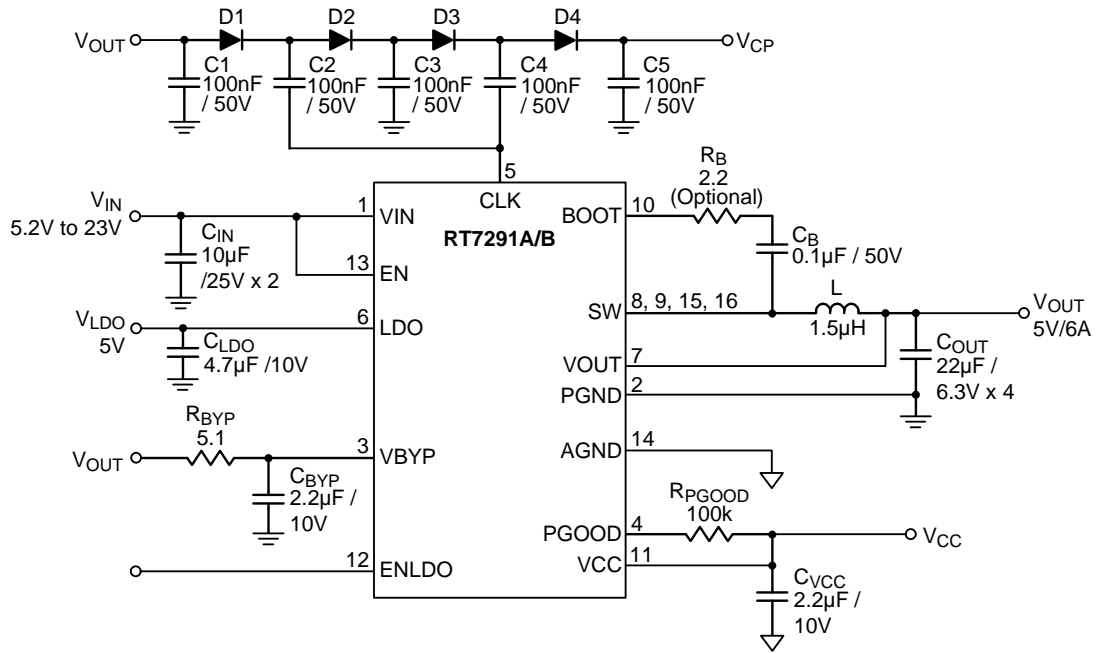 D1 D2 D3 D4
VOUT VCP
C1 C2 C3 C4 C5
100nF 100nF 100nF 100nF 100nF
/ 50V / 50V / 50V / 50V / 50V
5
CLK
RT7291A/B
VIN
5.2V to 23V
1 VIN
CIN
10µF
/25V x 2
13 EN
VLDO
5V
6 LDO
CLDO
4.7µF /10V
RBYP
5.1
VOUT
3 VBYP
CBYP
2.2µF /
10V
12 ENLDO
RB
2.2
(Optional)
BOOT 10
CB
0.1µF / 50V
SW 8, 9, 15, 16
L
1.5µH
VOUT
5V/6A
VOUT 7
COUT
22µF /
6.3V x 4
PGND 2
AGND 14
RPGOOD
100k
PGOOD 4
VCC
VCC 11
CVCC
2.2µF /
10V